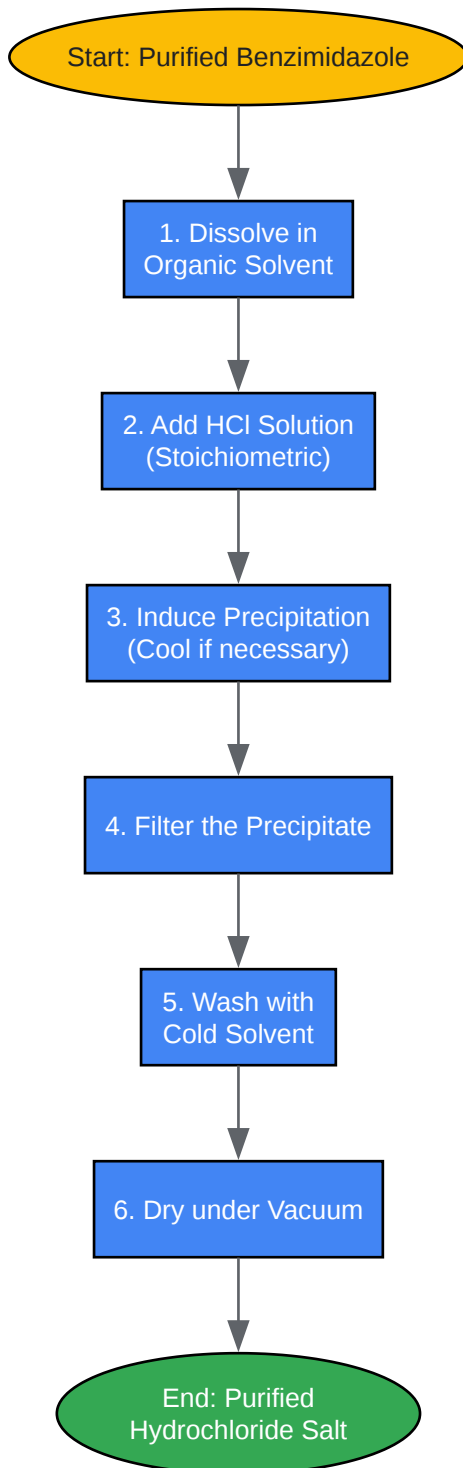 Start: Purified Benzimidazole
1. Dissolve in
Organic Solvent
2. Add HCl Solution
(Stoichiometric)
3. Induce Precipitation
(Cool if necessary)
4. Filter the Precipitate
5. Wash with
Cold Solvent
6. Dry under Vacuum
End: Purified
Hydrochloride Salt